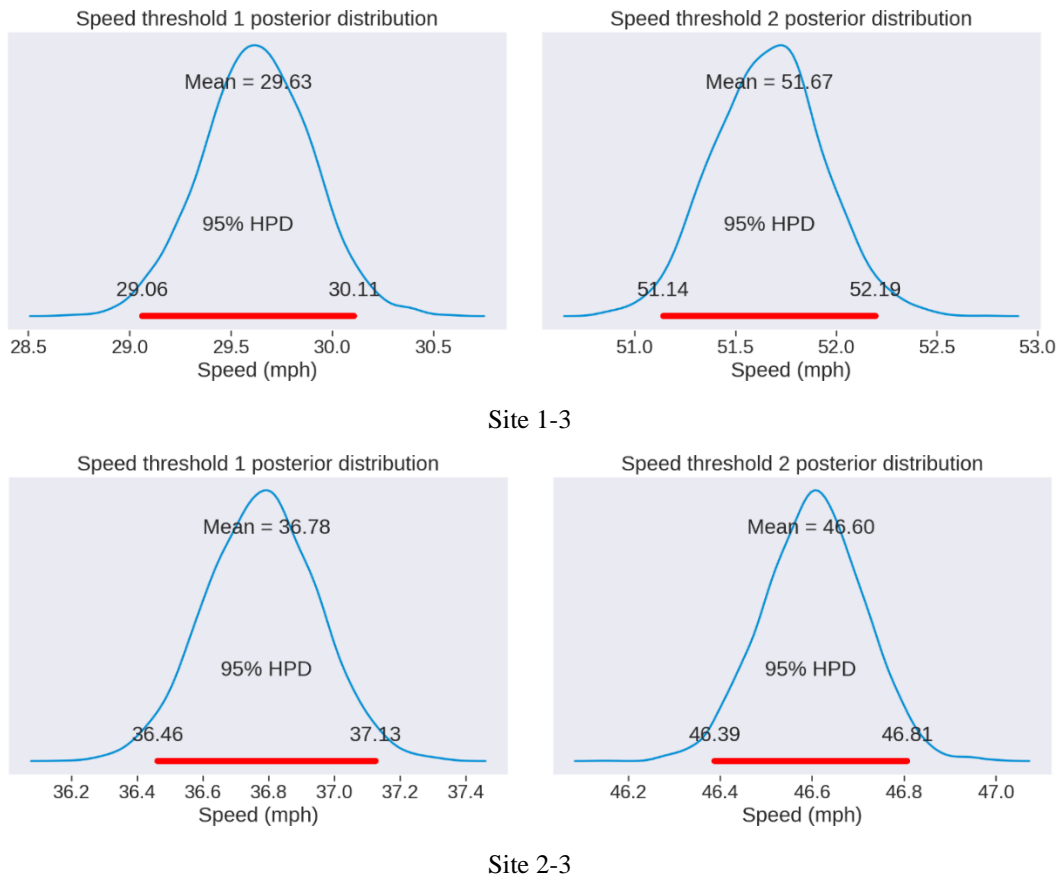 Speed threshold 1 posterior distribution
Mean = 29.63
95% HPD
29.06 30.11
28.5 29.0 29.5 30.0 30.5
Speed (mph)
Speed threshold 2 posterior distribution
Mean = 51.67
95% HPD
51.14 52.19
51.0 51.5 52.0 52.5 53.0
Speed (mph)
Site 1-3
Speed threshold 1 posterior distribution
Mean = 36.78
95% HPD
36.46 37.13
36.2 36.4 36.6 36.8 37.0 37.2 37.4
Speed (mph)
Speed threshold 2 posterior distribution
Mean = 46.60
95% HPD
46.39 46.81
46.2 46.4 46.6 46.8 47.0
Speed (mph)
Site 2-3